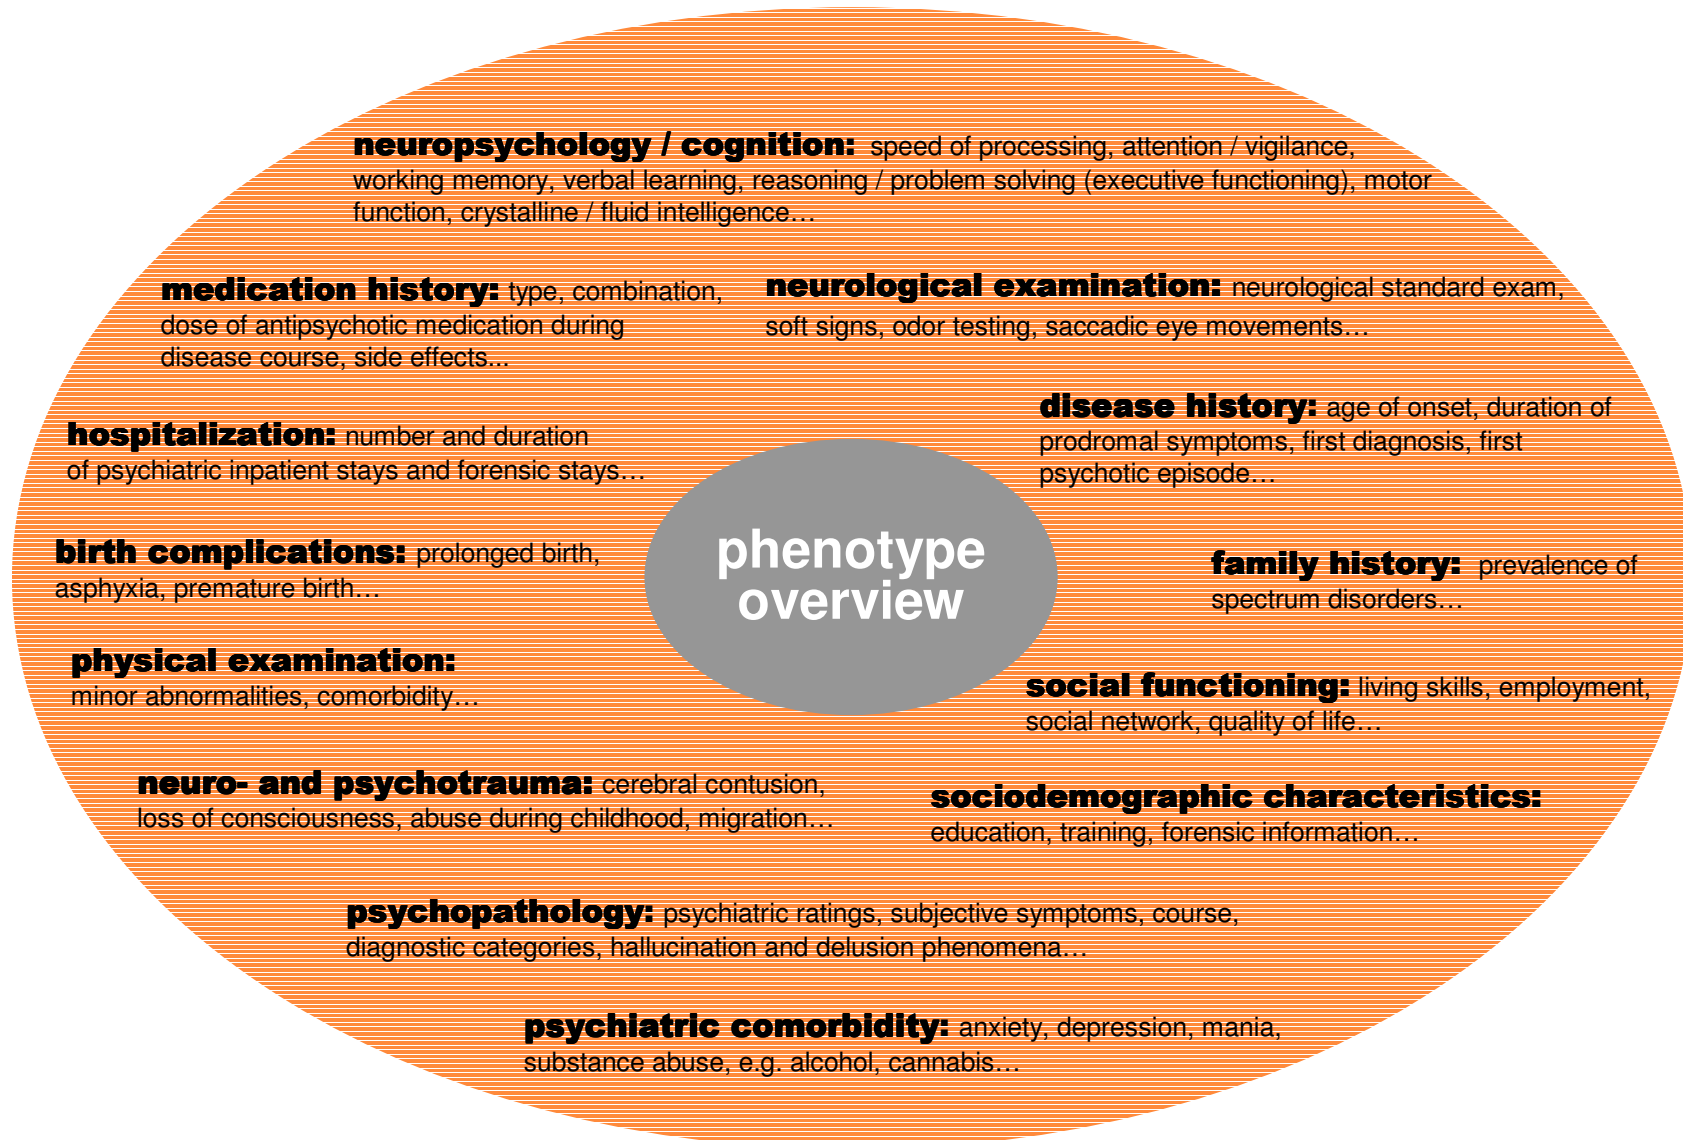 neuropsychology / cognition: speed of processing, attention / vigilance,
working memory, verbal learning, reasoning / problem solving (executive functioning), motor
function, crystalline / fluid intelligence…
medication history: type, combination,
dose of antipsychotic medication during
disease course, side effects...
neurological examination: neurological standard exam,
soft signs, odor testing, saccadic eye movements…
hospitalization: number and duration
of psychiatric inpatient stays and forensic stays…
disease history: age of onset, duration of
prodromal symptoms, first diagnosis, first
psychotic episode…
phenotype
overview
birth complications: prolonged birth,
asphyxia, premature birth…
family history: prevalence of
spectrum disorders…
physical examination:
minor abnormalities, comorbidity…
social functioning: living skills, employment,
social network, quality of life…
neuro- and psychotrauma: cerebral contusion,
loss of consciousness, abuse during childhood, migration…
sociodemographic characteristics:
education, training, forensic information…
psychopathology: psychiatric ratings, subjective symptoms, course,
diagnostic categories, hallucination and delusion phenomena…
psychiatric comorbidity: anxiety, depression, mania,
substance abuse, e.g. alcohol, cannabis…